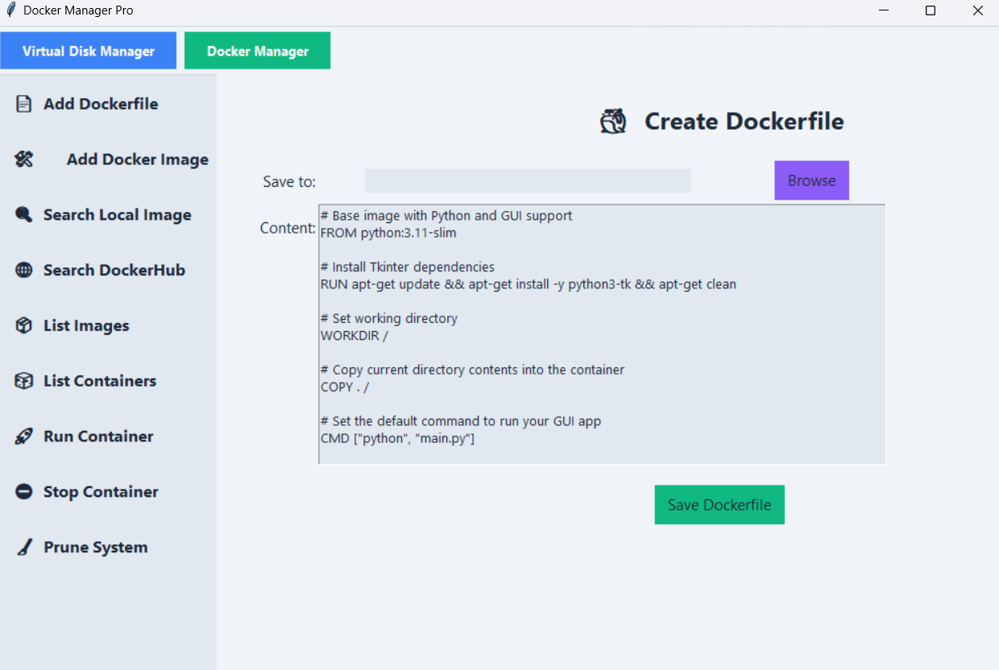 Docker Manager Pro
Virtual Disk Manager
Docker Manager
Add Dockerfile
Add Docker Image
Search Local Image
Search DockerHub
List Images
List Containers
Run Container
Stop Container
Prune System
Create Dockerfile
Save to:
Browse
Content:
# Base image with Python and GUI support
FROM python:3.11-slim
# Install Tkinter dependencies
RUN apt-get update && apt-get install -y python3-tk && apt-get clean
# Set working directory
WORKDIR /
# Copy current directory contents into the container
COPY . /
# Set the default command to run your GUI app
CMD ["python", "main.py"]
Save Dockerfile